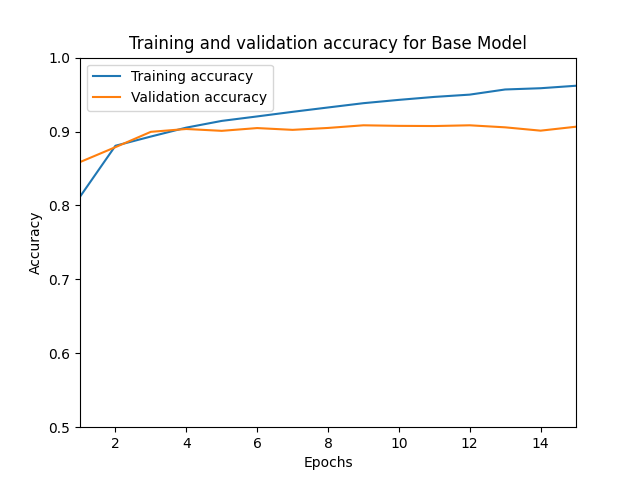 Training and validation accuracy for Base Model
Training accuracy
Validation accuracy
Accuracy
1.0
0.9
0.8
0.7
0.6
0.5
2 4 6 8 10 12 14
Epochs